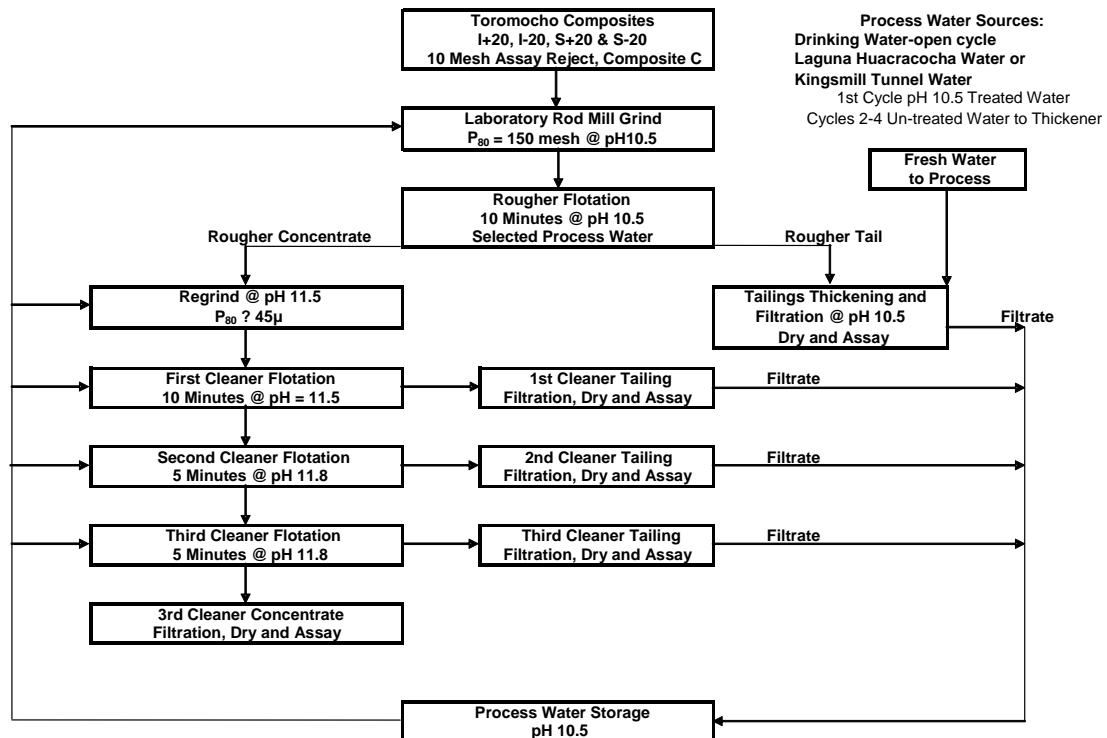 Toromocho Composites
I+20, I-20, S+20 & S-20
10 Mesh Assay Reject, Composite C
Process Water Sources:
Drinking Water-open cycle
Laguna Huacracocha Water or
Kingsmill Tunnel Water
1st Cycle pH 10.5 Treated Water
Cycles 2-4 Un-treated Water to Thickener
Laboratory Rod Mill Grind
P80 = 150 mesh @ pH10.5
Fresh Water
to Process
Rougher Flotation
10 Minutes @ pH 10.5
Selected Process Water
Rougher Concentrate
Rougher Tail
Regrind @ pH 11.5
P80 ? 45µ
Tailings Thickening and
Filtration @ pH 10.5
Dry and Assay
Filtrate
First Cleaner Flotation
10 Minutes @ pH = 11.5
1st Cleaner Tailing
Filtration, Dry and Assay
Filtrate
Second Cleaner Flotation
5 Minutes @ pH 11.8
2nd Cleaner Tailing
Filtration, Dry and Assay
Filtrate
Third Cleaner Flotation
5 Minutes @ pH 11.8
Third Cleaner Tailing
Filtration, Dry and Assay
Filtrate
3rd Cleaner Concentrate
Filtration, Dry and Assay
Process Water Storage
pH 10.5